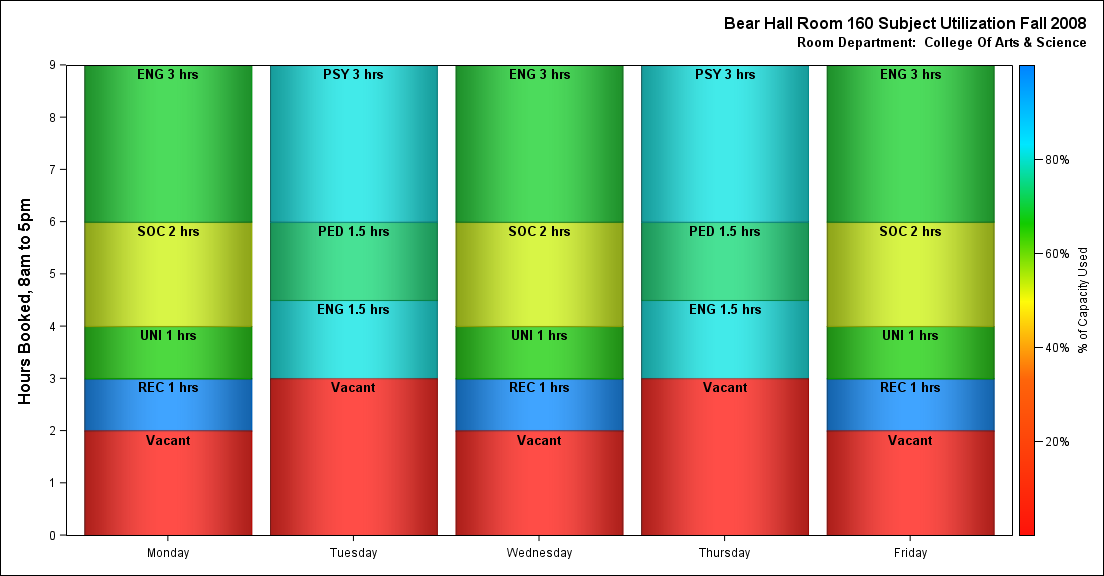 Bear Hall Room 160 Subject Utilization Fall 2008
Room Department:  College Of Arts & Science
Hours Booked, 8am to 5pm
9
8
7
6
5
4
3
2
1
0
ENG 3 hrs
SOC 2 hrs
UNI 1 hrs
REC 1 hrs
Vacant
PSY 3 hrs
PED 1.5 hrs
ENG 1.5 hrs
Vacant
ENG 3 hrs
SOC 2 hrs
UNI 1 hrs
REC 1 hrs
Vacant
PSY 3 hrs
PED 1.5 hrs
ENG 1.5 hrs
Vacant
ENG 3 hrs
SOC 2 hrs
UNI 1 hrs
REC 1 hrs
Vacant
Monday
Tuesday
Wednesday
Thursday
Friday
80%
60%
40%
20%
% of Capacity Used